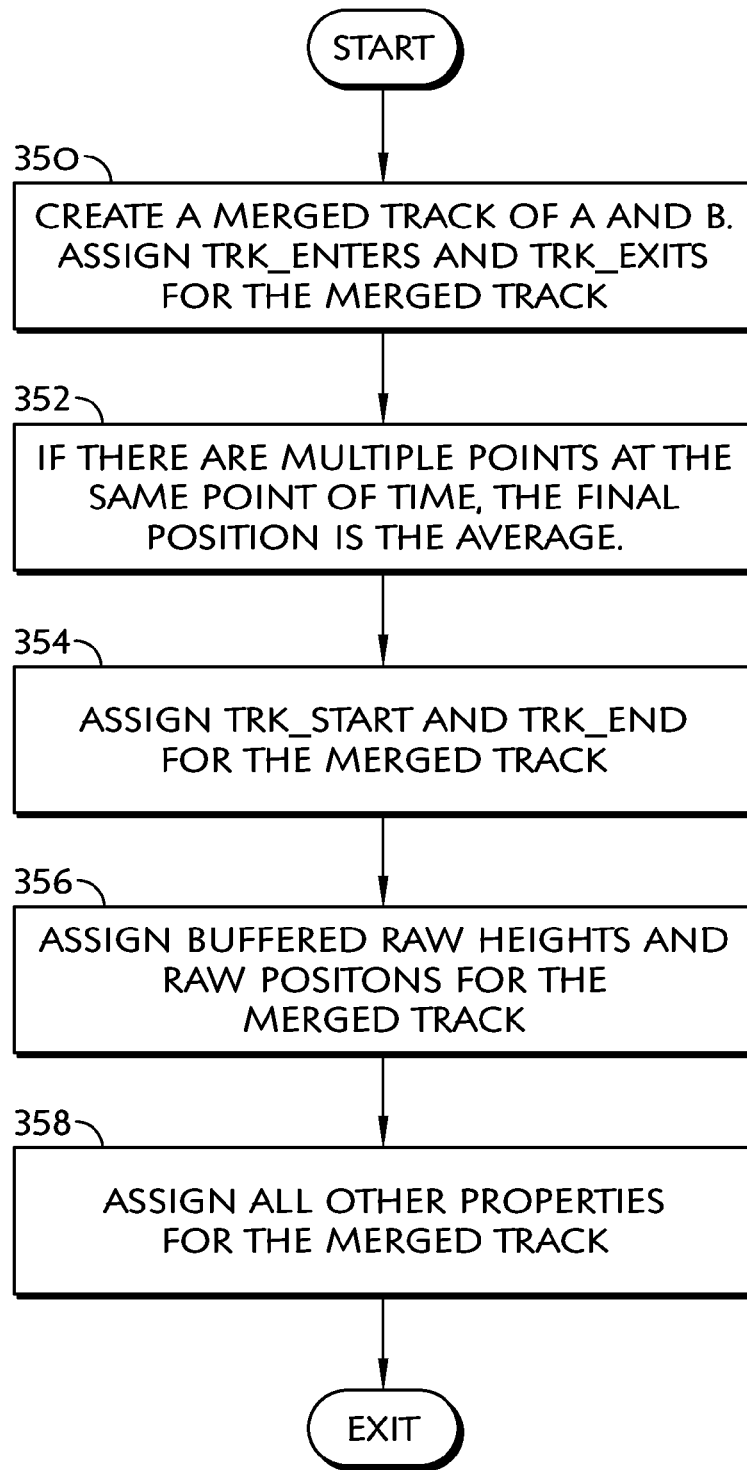 START
350
CREATE A MERGED TRACK OF A AND B.
ASSIGN TRK_ENTERS AND TRK_EXITS
FOR THE MERGED TRACK
352
IF THERE ARE MULTIPLE POINTS AT THE
SAME POINT OF TIME, THE FINAL
POSITION IS THE AVERAGE.
354
ASSIGN TRK_START AND TRK_END
FOR THE MERGED TRACK
356
ASSIGN BUFFERED RAW HEIGHTS AND
RAW POSITONS FOR THE
MERGED TRACK
358
ASSIGN ALL OTHER PROPERTIES
FOR THE MERGED TRACK
EXIT